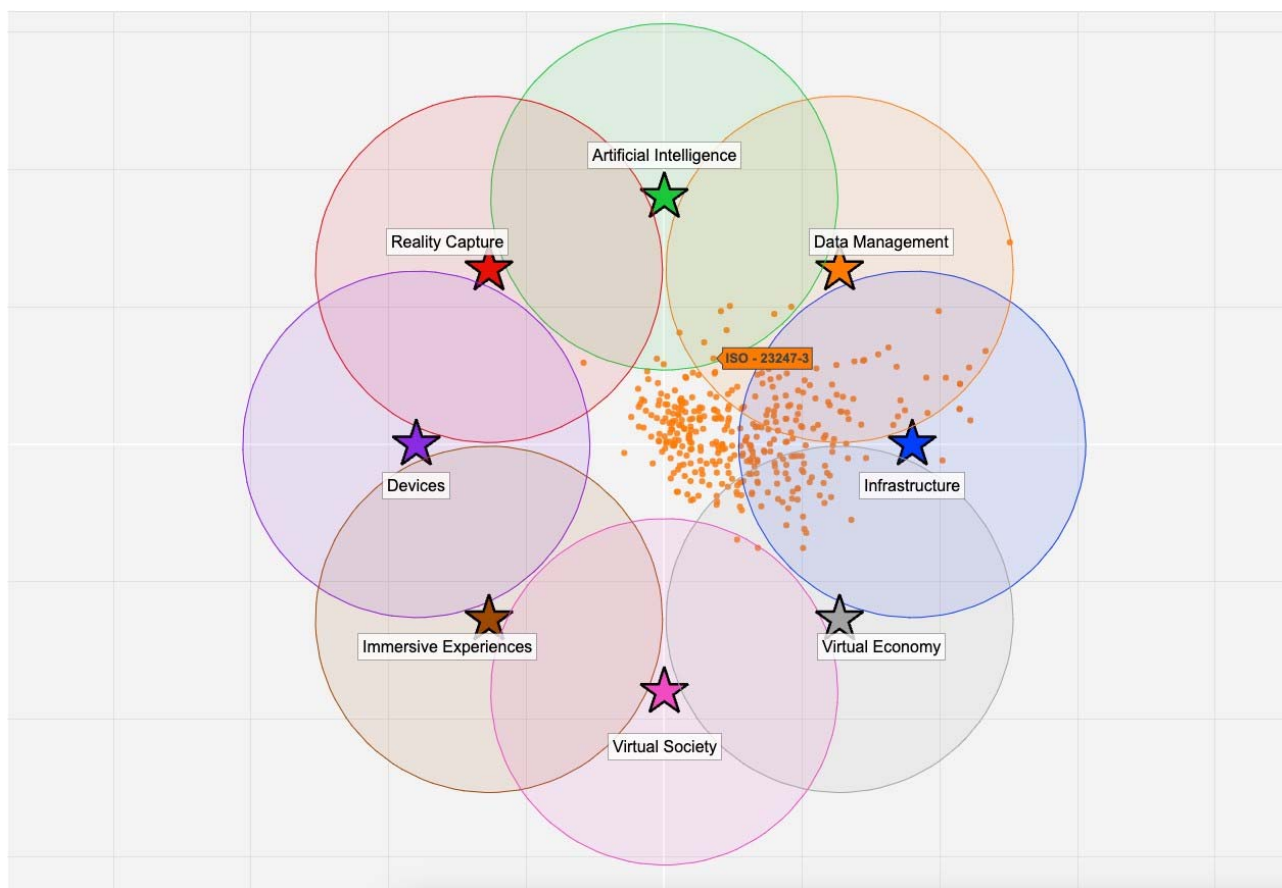 Artificial Intelligence
Reality Capture
Data Management
ISO - 23247-3
Devices
Infrastructure
Immersive Experiences
Virtual Economy
Virtual Society